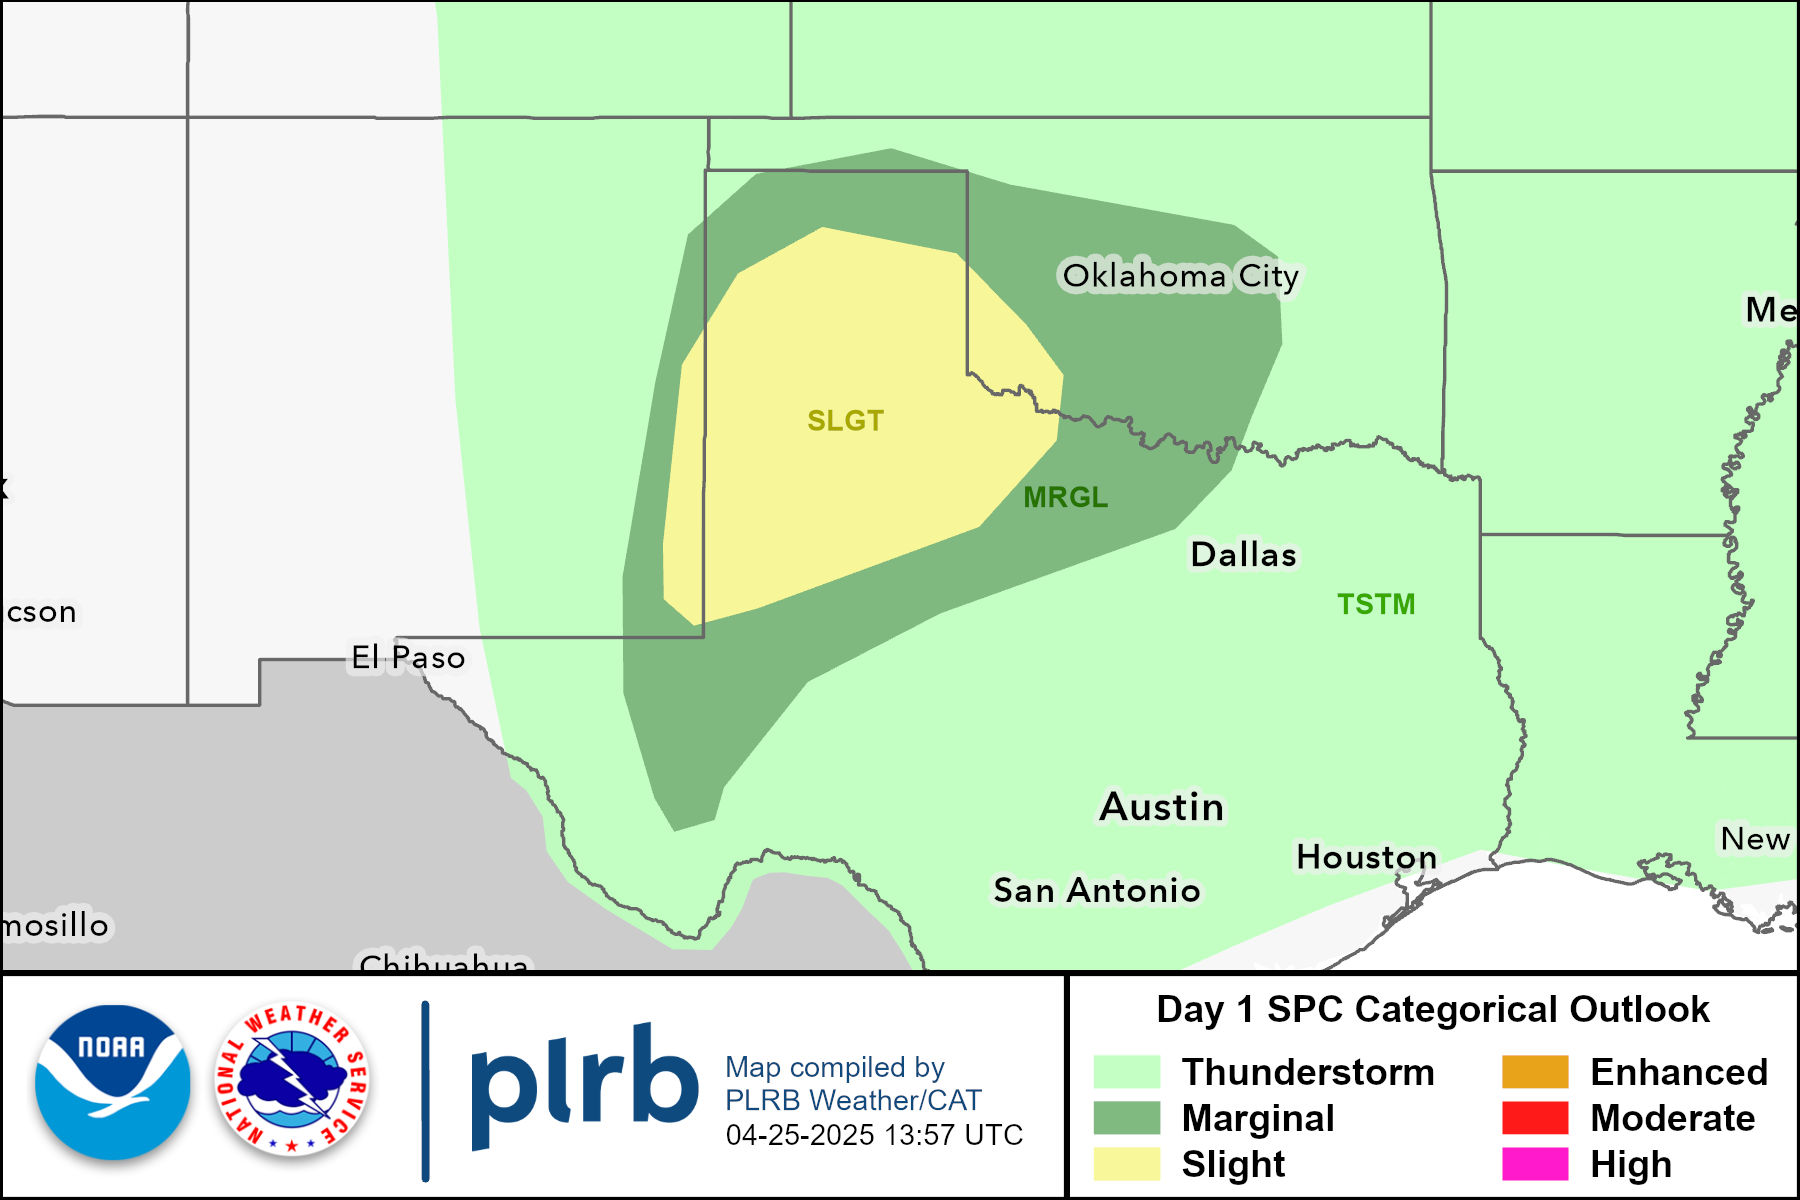 Oklahoma City
Me
SLGT
MRGL
Dallas
TSTM
cson
El Paso
Austin
New
Houston
San Antonio
mosillo
Chihuahua
NOAA
NATIONAL WEATHER SERVICE
plrb
Map compiled by
PLRB Weather/CAT
04-25-2025 13:57 UTC
Day 1 SPC Categorical Outlook
Thunderstorm
Marginal
Slight
Enhanced
Moderate
High